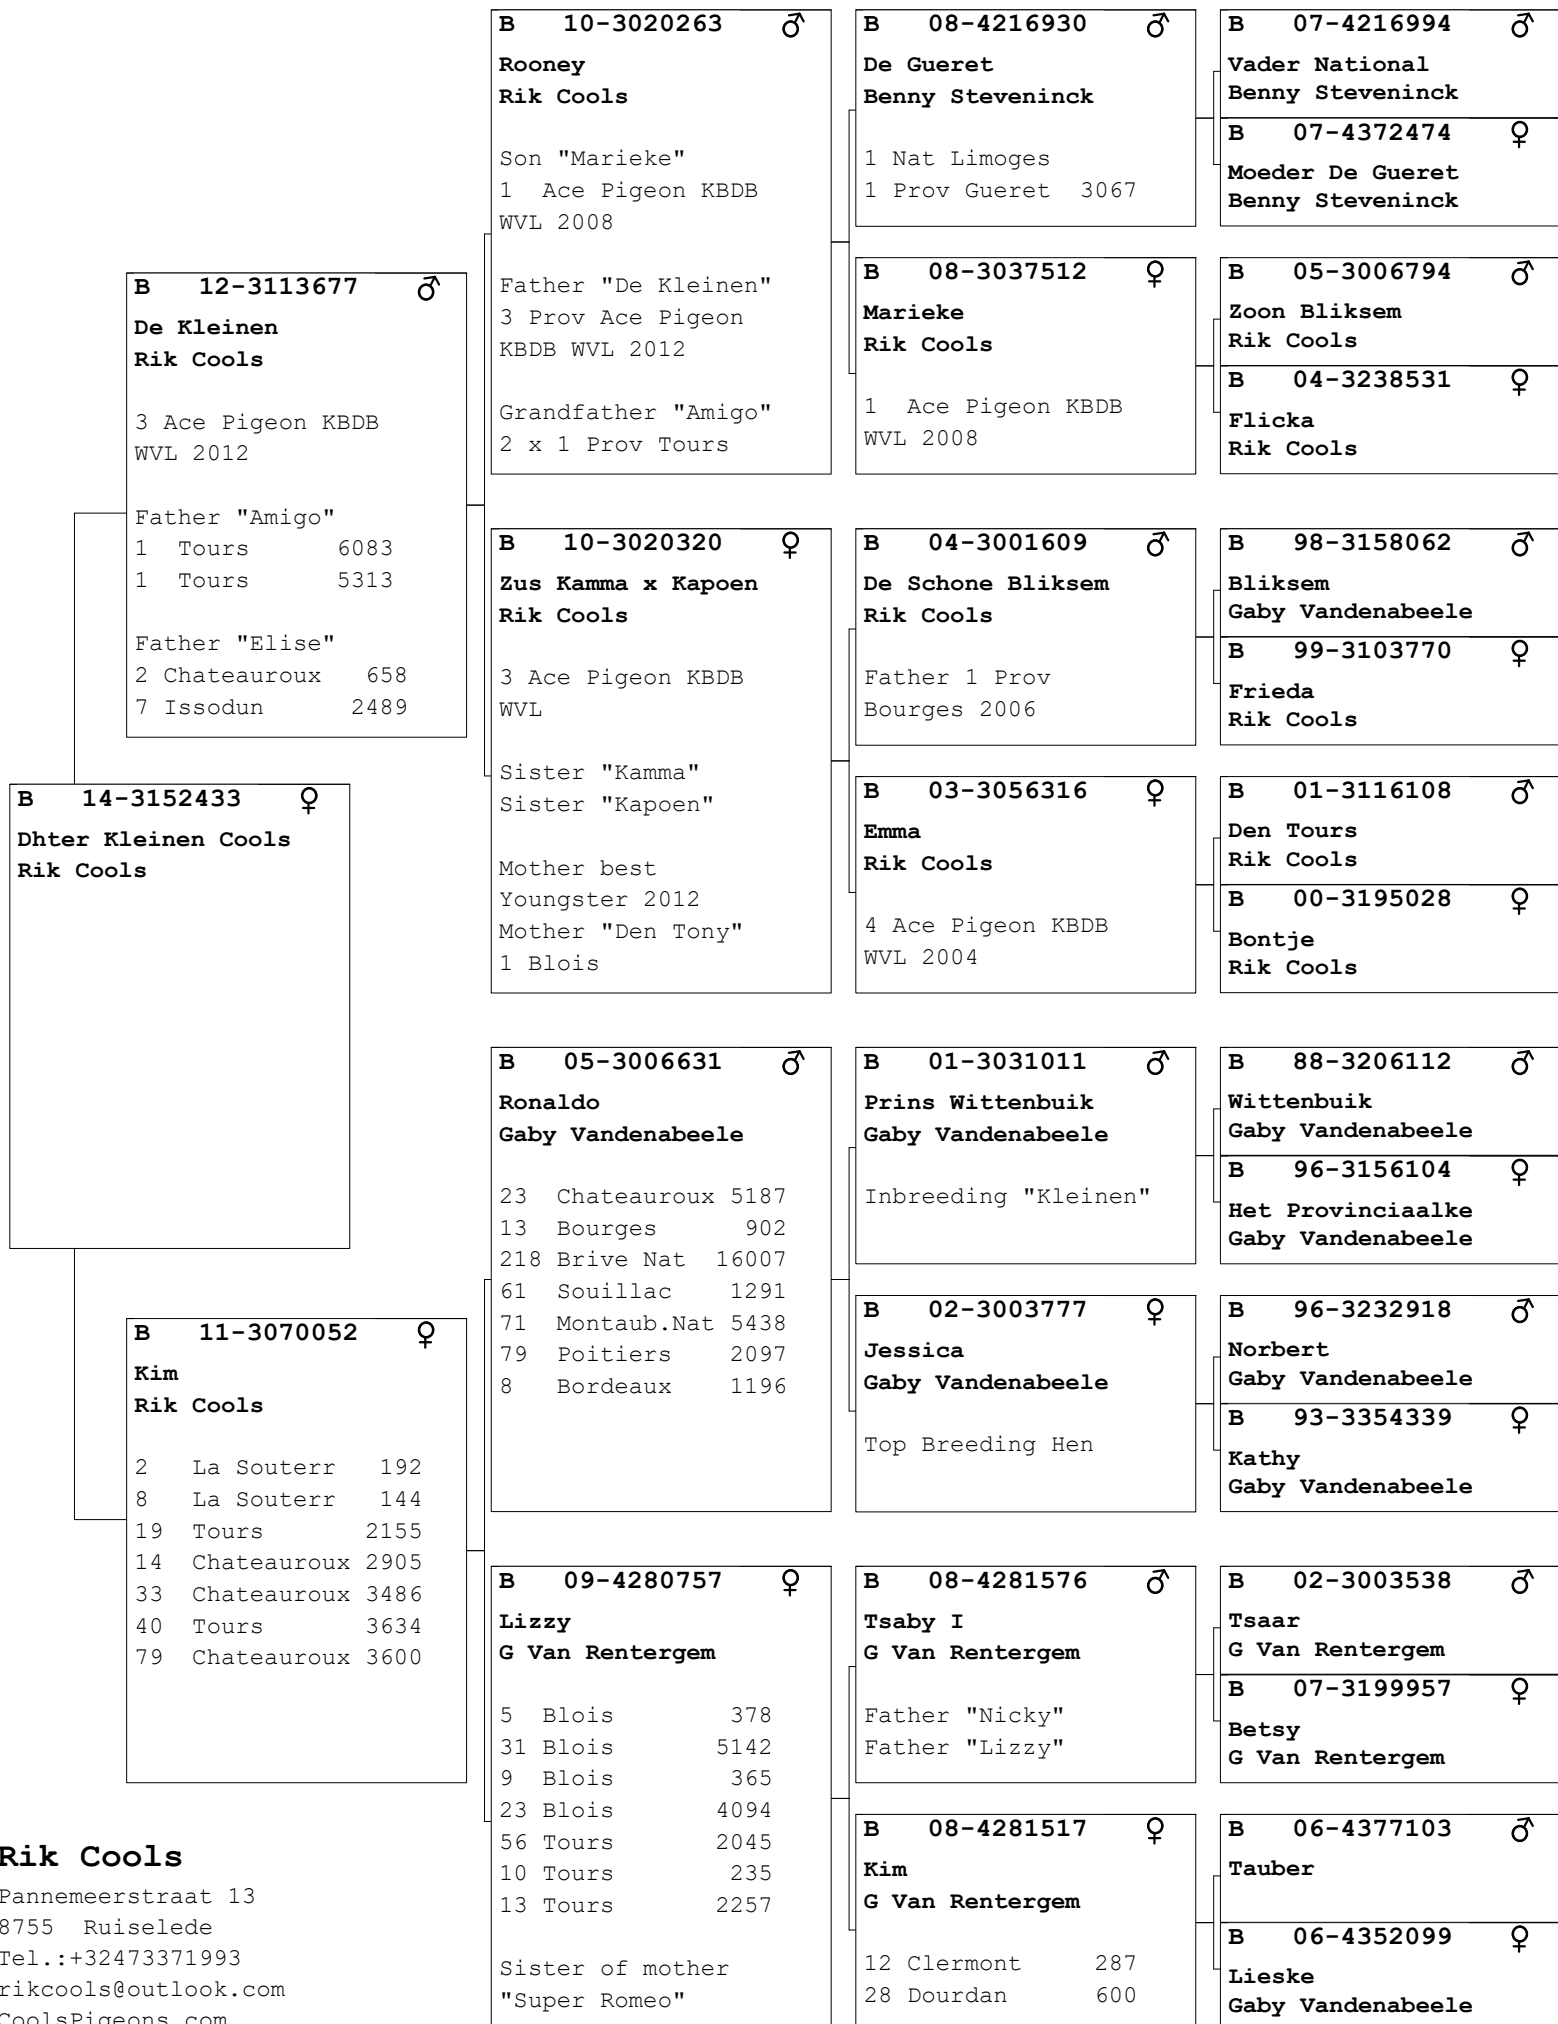 B 14-3152433 ♀
Dhter Kleinen Cools
Rik Cools
B 12-3113677 ♂
De Kleinen
Rik Cools
3 Ace Pigeon KBDB
WVL 2012
Father "Amigo"
1 Tours 6083
1 Tours 5313
Father "Elise"
2 Chateauroux 658
7 Issodun 2489
B 11-3070052 ♀
Kim
Rik Cools
2 La Souterr 192
8 La Souterr 144
19 Tours 2155
14 Chateauroux 2905
33 Chateauroux 3486
40 Tours 3634
79 Chateauroux 3600
B 10-3020263 ♂
Rooney
Rik Cools
Son "Marieke"
1 Ace Pigeon KBDB
WVL 2008
Father "De Kleinen"
3 Prov Ace Pigeon
KBDB WVL 2012
Grandfather "Amigo"
2 x 1 Prov Tours
B 10-3020320 ♀
Zus Kamma x Kapoen
Rik Cools
3 Ace Pigeon KBDB
WVL
Sister "Kamma"
Sister "Kapoen"
Mother best
Youngster 2012
Mother "Den Tony"
1 Blois
B 05-3006631 ♂
Ronaldo
Gaby Vandenabeele
23 Chateauroux 5187
13 Bourges 902
218 Brive Nat 16007
61 Souillac 1291
71 Montaub.Nat 5438
79 Poitiers 2097
8 Bordeaux 1196
B 09-4280757 ♀
Lizzy
G Van Rentergem
5 Blois 378
31 Blois 5142
9 Blois 365
23 Blois 4094
56 Tours 2045
10 Tours 235
13 Tours 2257
Sister of mother
"Super Romeo"
B 08-4216930 ♂
De Gueret
Benny Steveninck
1 Nat Limoges
1 Prov Gueret 3067
B 08-3037512 ♀
Marieke
Rik Cools
1 Ace Pigeon KBDB
WVL 2008
B 04-3001609 ♂
De Schone Bliksem
Rik Cools
Father 1 Prov
Bourges 2006
B 03-3056316 ♀
Emma
Rik Cools
4 Ace Pigeon KBDB
WVL 2004
B 01-3031011 ♂
Prins Wittenbuik
Gaby Vandenabeele
Inbreeding "Kleinen"
B 02-3003777 ♀
Jessica
Gaby Vandenabeele
Top Breeding Hen
B 08-4281576 ♂
Tsaby I
G Van Rentergem
Father "Nicky"
Father "Lizzy"
B 08-4281517 ♀
Kim
G Van Rentergem
12 Clermont 287
28 Dourdan 600
B 07-4216994 ♂
Vader National
Benny Steveninck
B 07-4372474 ♀
Moeder De Gueret
Benny Steveninck
B 05-3006794 ♂
Zoon Bliksem
Rik Cools
B 04-3238531 ♀
Flicka
Rik Cools
B 98-3158062 ♂
Bliksem
Gaby Vandenabeele
B 99-3103770 ♀
Frieda
Rik Cools
B 01-3116108 ♂
Den Tours
Rik Cools
B 00-3195028 ♀
Bontje
Rik Cools
B 88-3206112 ♂
Wittenbuik
Gaby Vandenabeele
B 96-3156104 ♀
Het Provinciaalke
Gaby Vandenabeele
B 96-3232918 ♂
Norbert
Gaby Vandenabeele
B 93-3354339 ♀
Kathy
Gaby Vandenabeele
B 02-3003538 ♂
Tsaar
G Van Rentergem
B 07-3199957 ♀
Betsy
G Van Rentergem
B 06-4377103 ♂
Tauber
B 06-4352099 ♀
Lieske
Gaby Vandenabeele
Rik Cools
Pannemeerstraat 13
8755 Ruiselede
Tel.:+32473371993
rikcools@outlook.com
CoolsPigeons.com